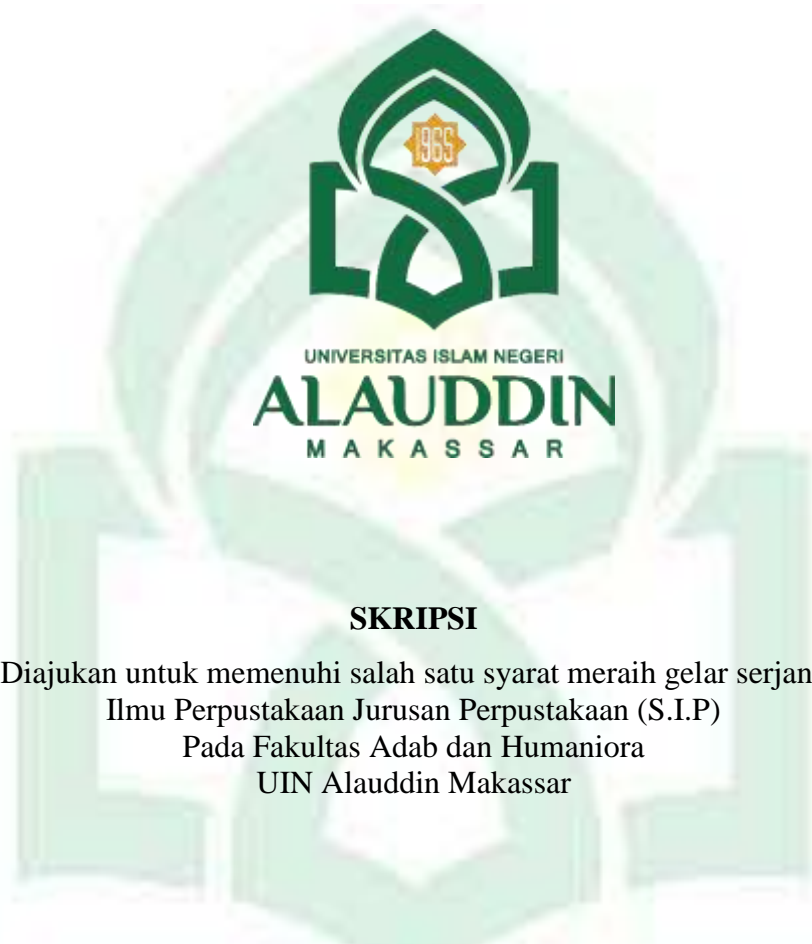 1965
UNIVERSITAS ISLAM NEGERI
ALAUDDIN
MAKASSAR
SKRIPSI
Diajukan untuk memenuhi salah satu syarat meraih gelar serjan
Ilmu Perpustakaan Jurusan Perpustakaan (S.I.P)
Pada Fakultas Adab dan Humaniora
UIN Alauddin Makassar